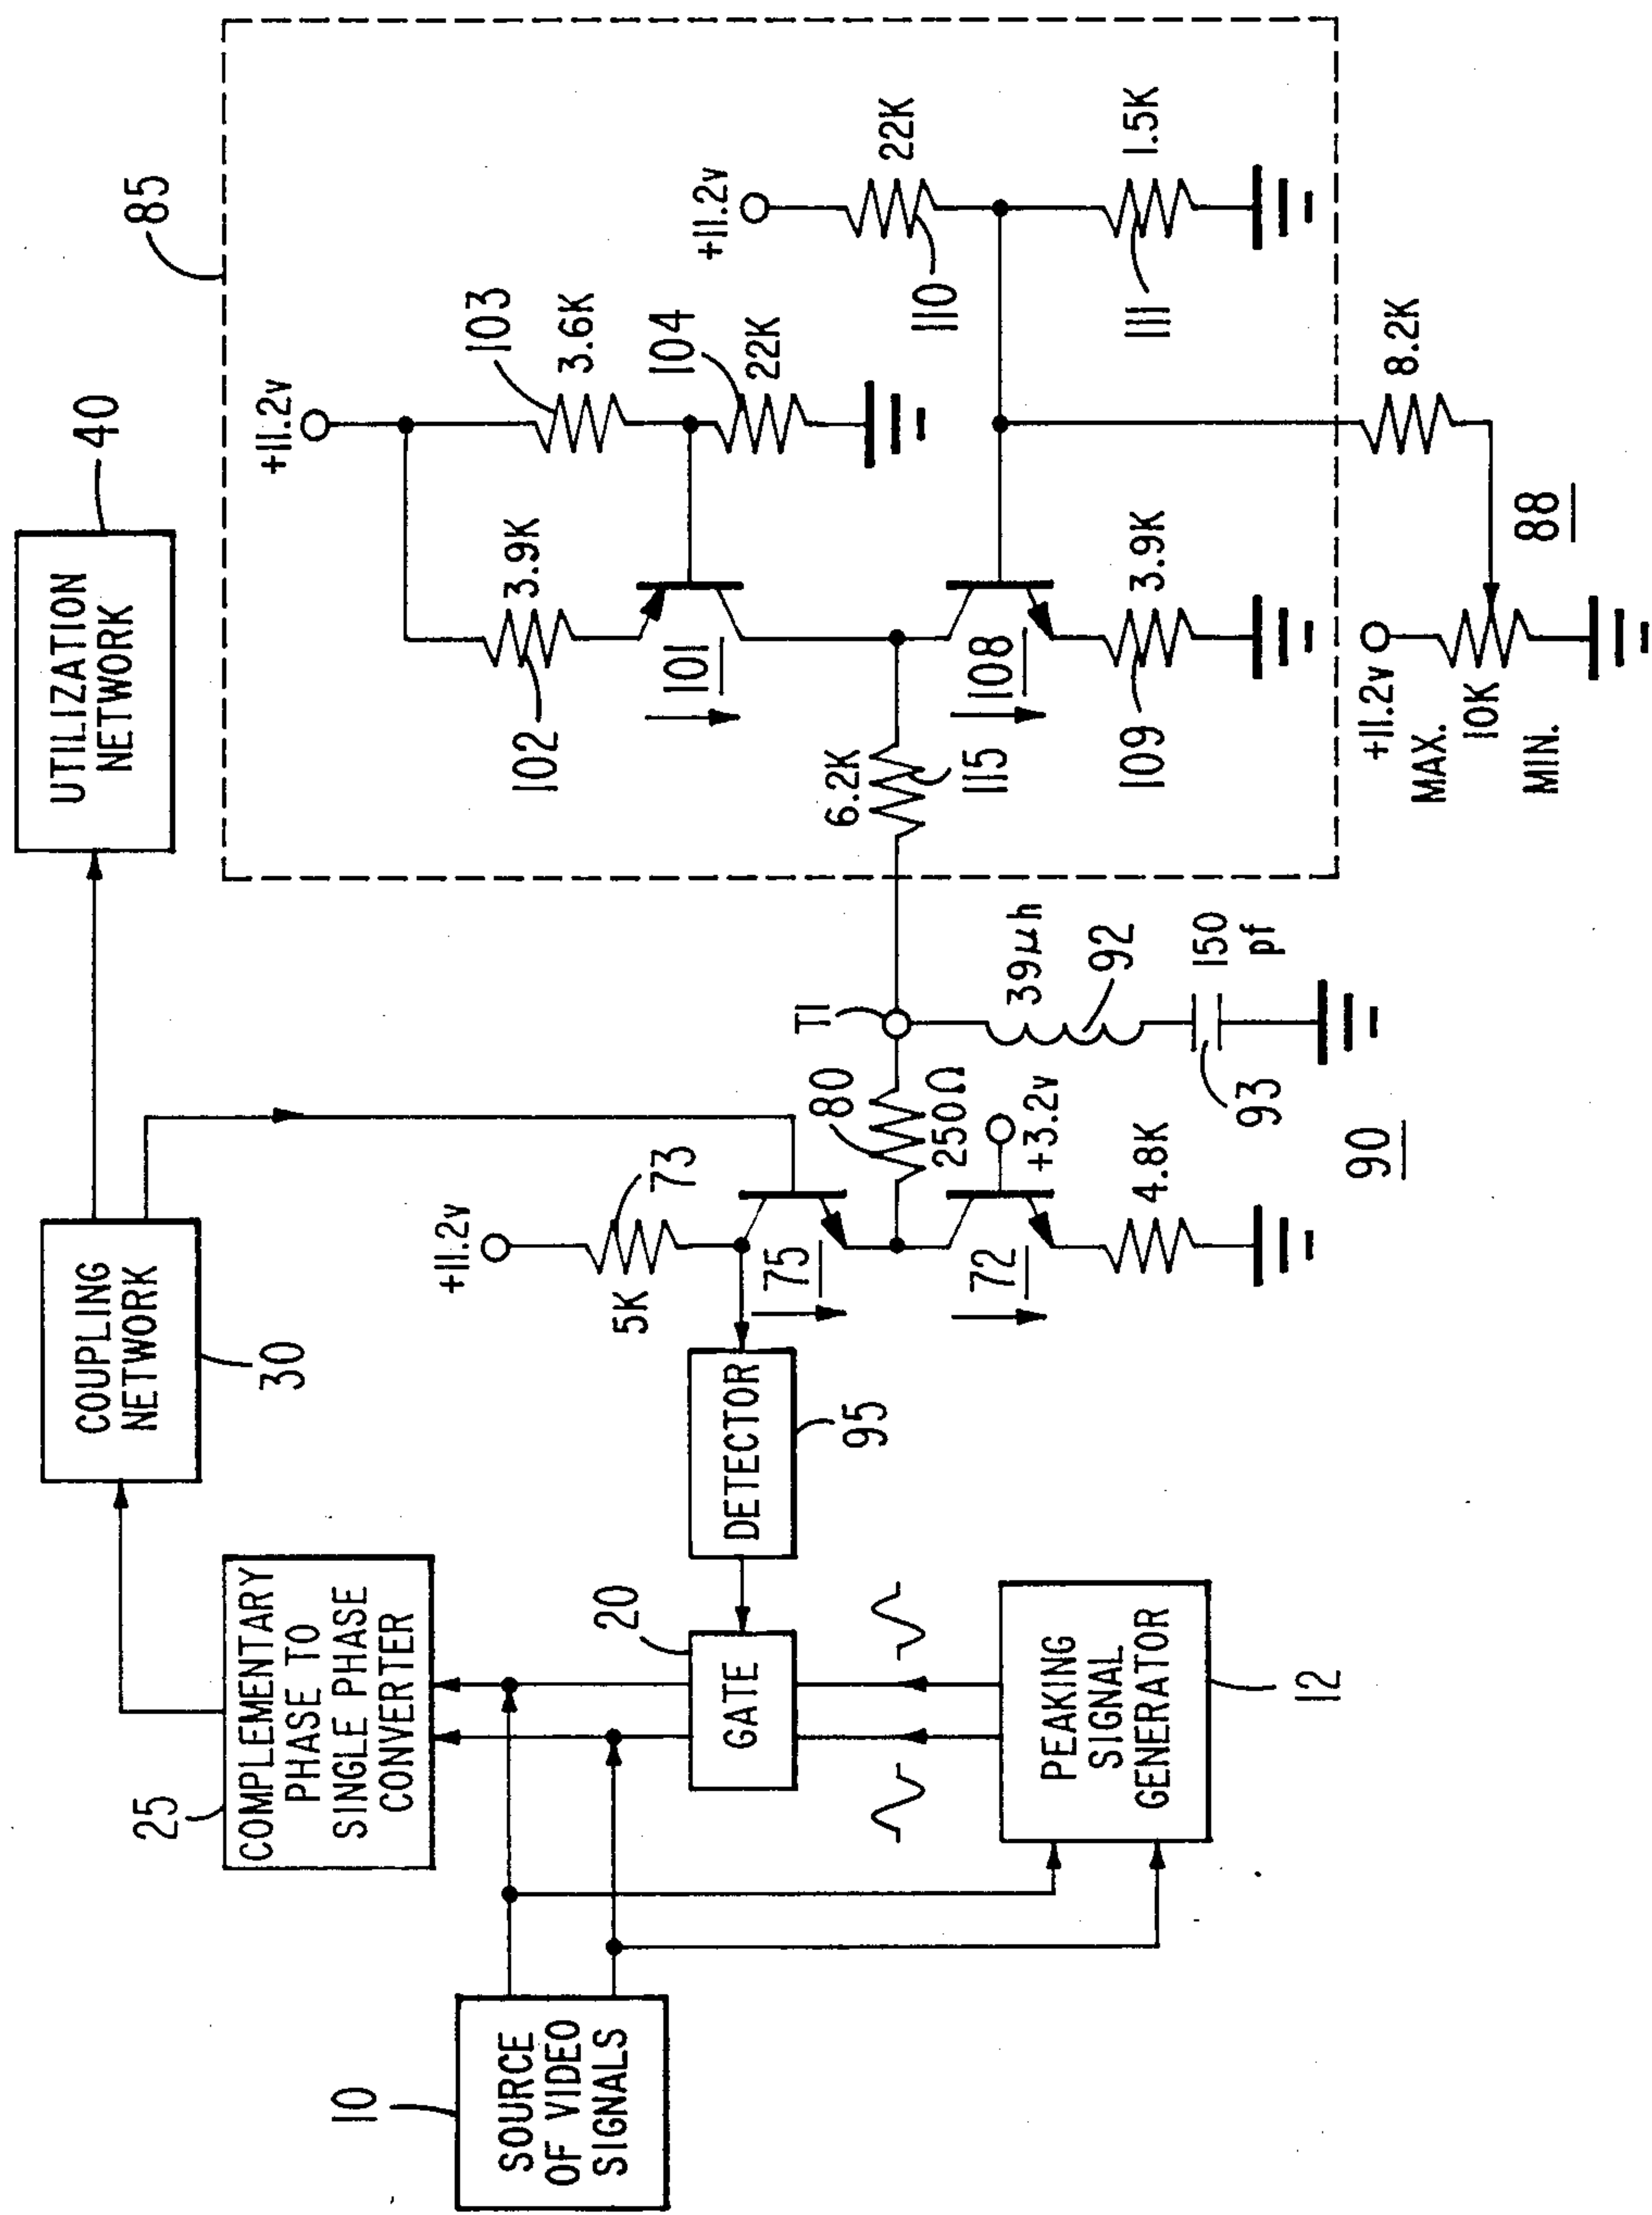 10
SOURCE
OF VIDEO
SIGNALS
25
COMPLEMENTARY
PHASE TO
SINGLE PHASE
CONVERTER
COUPLING
NETWORK
30
UTILIZATION
NETWORK
40
20
GATE
DETECTOR
95
PEAKING
SIGNAL
GENERATOR
12
+11.2v
5K
73
75
72
+3.2v
4.8K
80
250Ω
T1
39μh
92
93
150
pf
90
85
+11.2v
102
3.9K
103
3.6K
104
22K
101
6.2K
115
108
109
3.9K
+11.2v
110
22K
111
1.5K
8.2K
88
+11.2v
MAX.
10K
MIN.